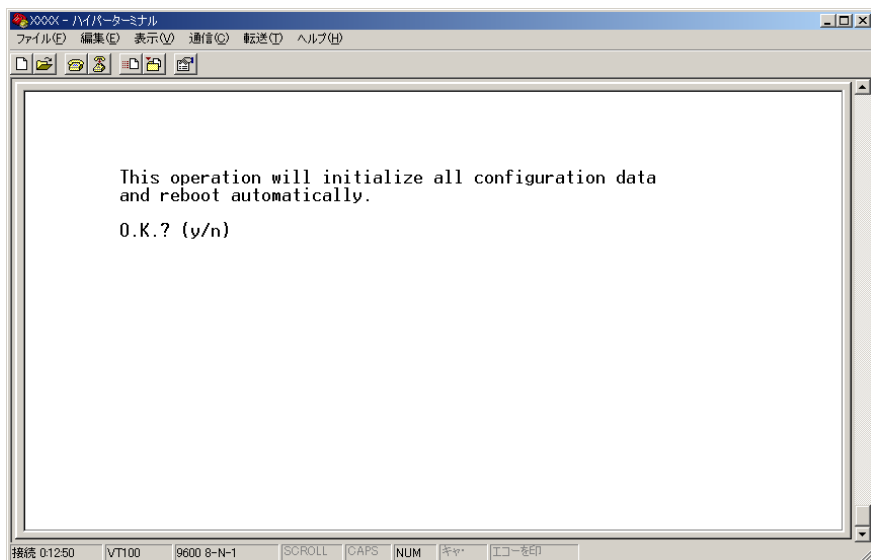 XXXX - ハイパーターミナル
ファイル(F) 編集(E) 表示(V) 通信(C) 転送(T) ヘルプ(H)
This operation will initialize all configuration data
and reboot automatically.
O.K.? (y/n)
接続 0:12:50 VT100 9600 8-N-1 SCROLL CAPS NUM キャ・ エコーを印